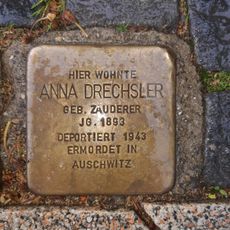 HIER WOHNTE
ANNA DRECHSLER
GEB. ZAUDERER
JG. 1893
DEPORTIERT 1943
ERMORDET IN
AUSCHWITZ